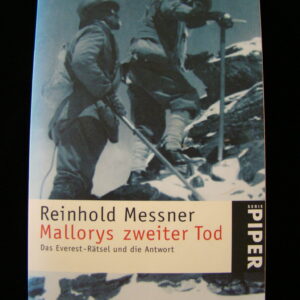 Reinhold Messner
Mallorys zweiter Tod
Das Everest-Rätsel und die Antwort
SERIE
PIPER